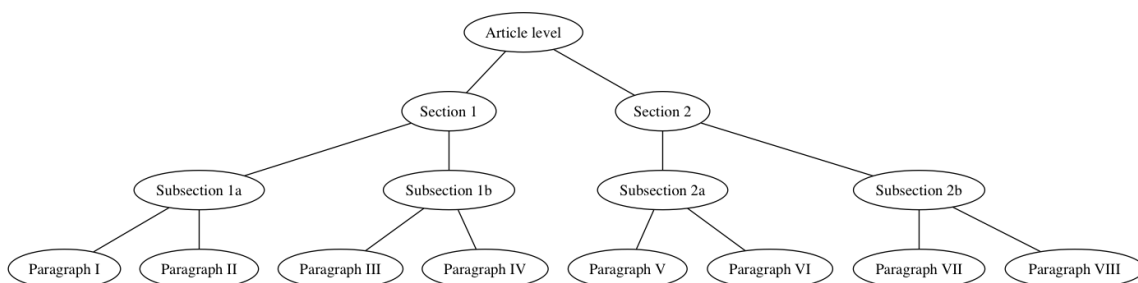 Article level
Section 1 Section 2
Subsection 1a Subsection 1b Subsection 2a Subsection 2b
Paragraph I Paragraph II Paragraph III Paragraph IV Paragraph V Paragraph VI Paragraph VII Paragraph VIII